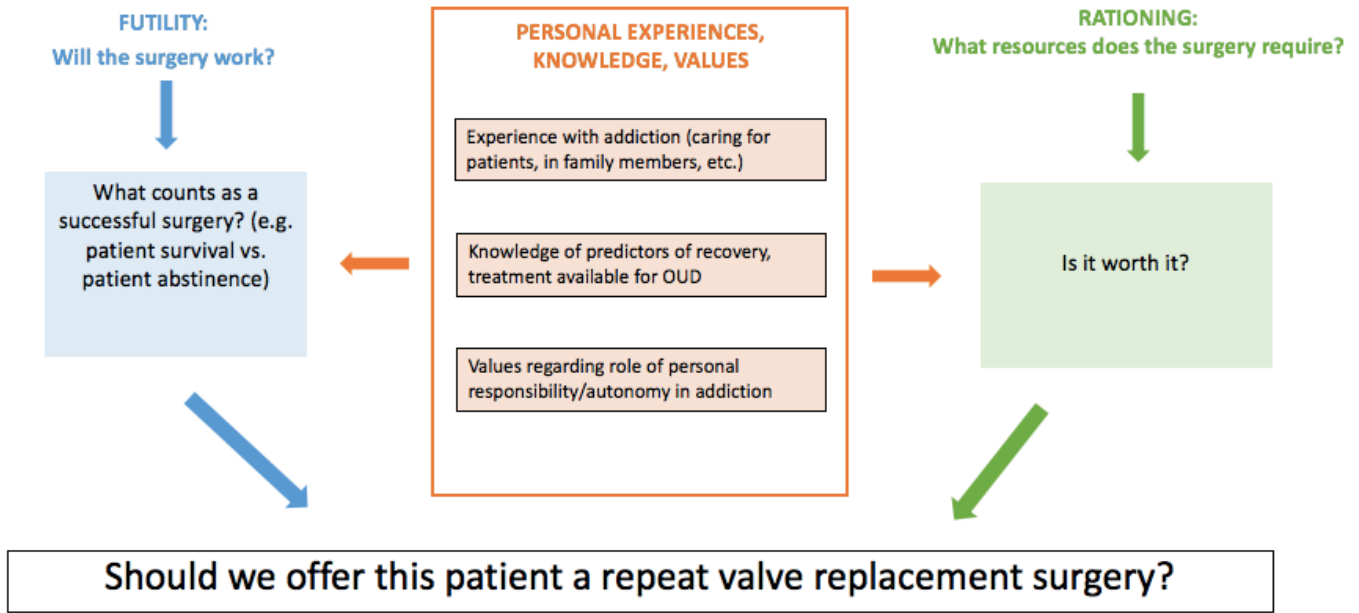 FUTILITY:
Will the surgery work?
What counts as a
successful surgery? (e.g.
patient survival vs.
patient abstinence)
PERSONAL EXPERIENCES,
KNOWLEDGE, VALUES
Experience with addiction (caring for
patients, in family members, etc.)
Knowledge of predictors of recovery,
treatment available for OUD
Values regarding role of personal
responsibility/autonomy in addiction
RATIONING:
What resources does the surgery require?
Is it worth it?
Should we offer this patient a repeat valve replacement surgery?